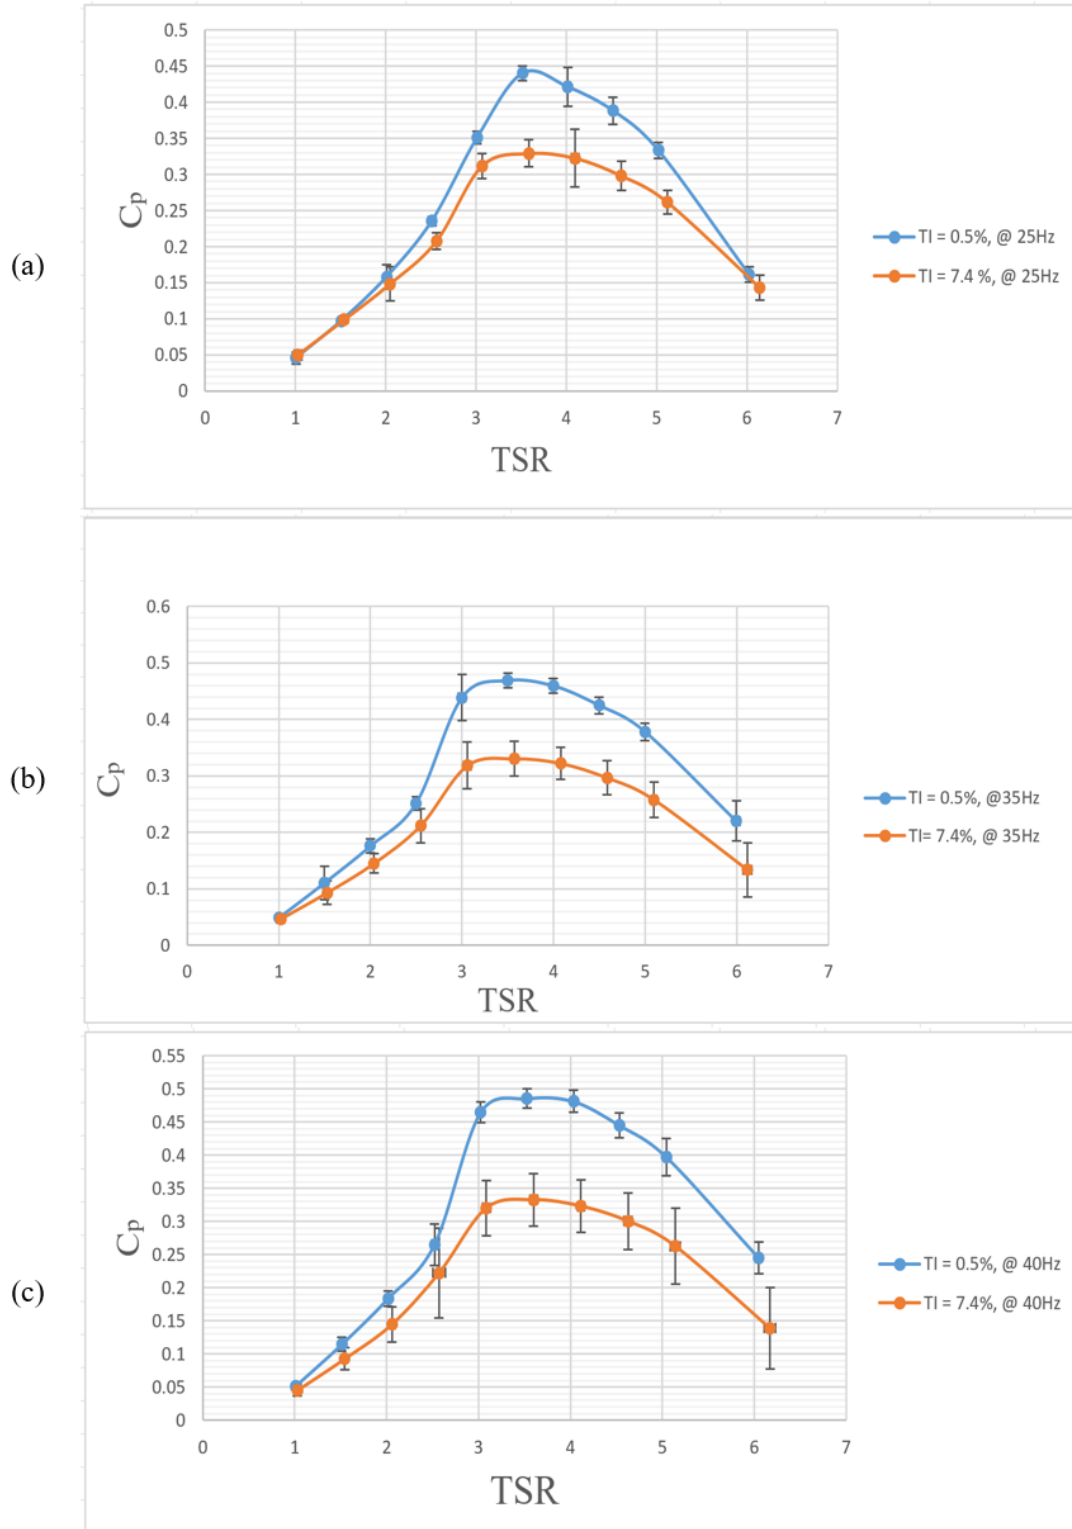 (a)
0.5
0.45
0.4
0.35
0.3
0.25
0.2
0.15
0.1
0.05
0
Cp
0 1 2 3 4 5 6 7
TSR
TI = 0.5%, @ 25Hz
TI = 7.4 %, @ 25Hz
(b)
0.6
0.5
0.4
0.3
0.2
0.1
0
Cp
0 1 2 3 4 5 6 7
TSR
TI = 0.5%, @35Hz
TI= 7.4%, @ 35Hz
(c)
0.55
0.5
0.45
0.4
0.35
0.3
0.25
0.2
0.15
0.1
0.05
0
Cp
0 1 2 3 4 5 6 7
TSR
TI = 0.5%, @ 40Hz
TI = 7.4%, @ 40Hz